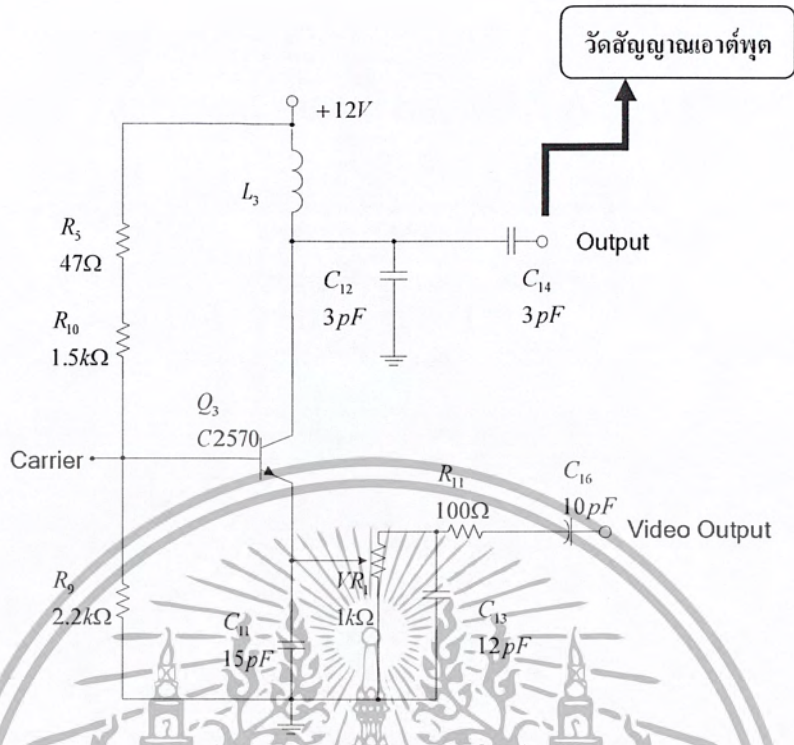 วัดสัญญาณเอาต์พุต
+12V
L₃
R₅
47Ω
Output
C₁₂
3pF
C₁₄
3pF
R₁₀
1.5kΩ
Q₃
C2570
Carrier
R₁₁
100Ω
C₁₆
10pF
Video Output
R₉
2.2kΩ
C₁₁
15pF
VR₁
1kΩ
C₁₃
12pF